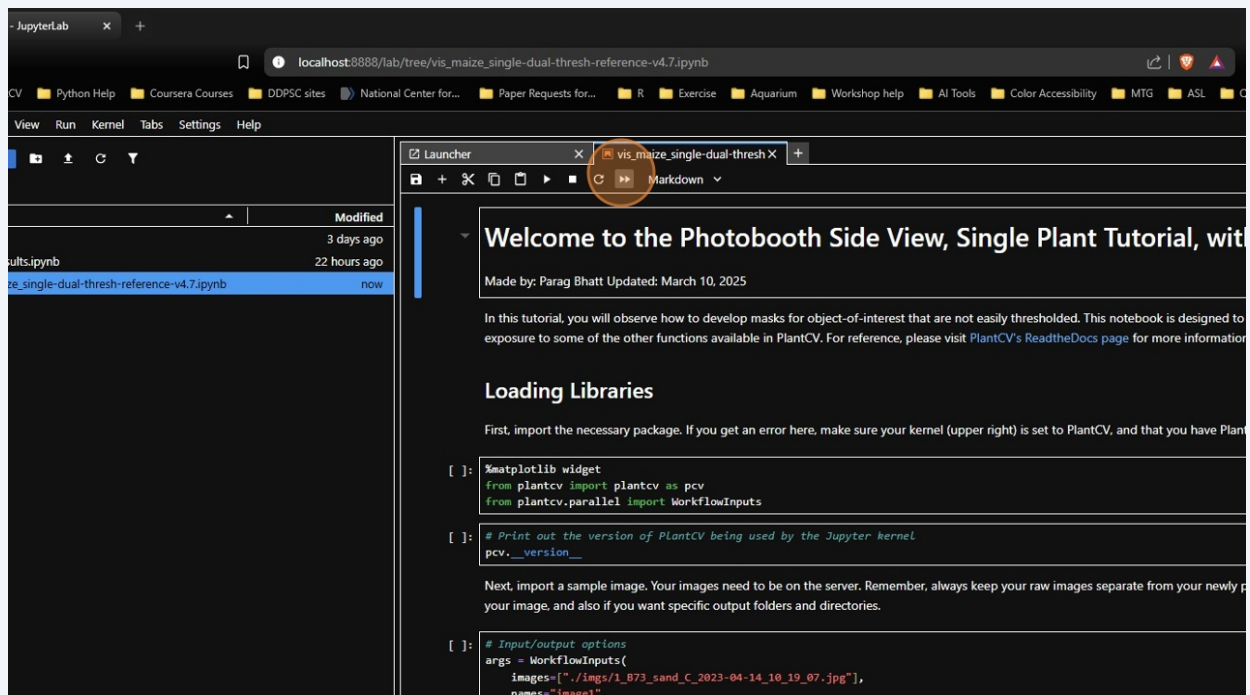 - JupyterLab
localhost:8888/lab/tree/vis_maize_single-dual-thresh-reference-v4.7.ipynb
CV Python Help Coursera Courses DDPSC sites National Center for... Paper Requests for... R Exercise Aquarium Workshop help AI Tools Color Accessibility MTG ASL
View Run Kernel Tabs Settings Help
Launcher vis_maize_single-dual-thresh
Markdown
Modified
3 days ago
sults.ipynb 22 hours ago
ze_single-dual-thresh-reference-v4.7.ipynb now
Welcome to the Photobooth Side View, Single Plant Tutorial, wit
Made by: Parag Bhatt Updated: March 10, 2025
In this tutorial, you will observe how to develop masks for object-of-interest that are not easily thresholded. This notebook is designed to
exposure to some of the other functions available in PlantCV. For reference, please visit PlantCV's ReadtheDocs page for more information
Loading Libraries
First, import the necessary package. If you get an error here, make sure your kernel (upper right) is set to PlantCV, and that you have Plant
[ ]: %matplotlib widget
from plantcv import plantcv as pcv
from plantcv.parallel import WorkflowInputs
[ ]: # Print out the version of PlantCV being used by the Jupyter kernel
pcv.__version__
Next, import a sample image. Your images need to be on the server. Remember, always keep your raw images separate from your newly p
your image, and also if you want specific output folders and directories.
[ ]: # Input/output options
args = WorkflowInputs(
images=["./imgs/1_B73_sand_C_2023-04-14_10_19_07.jpg"],
names="image1"